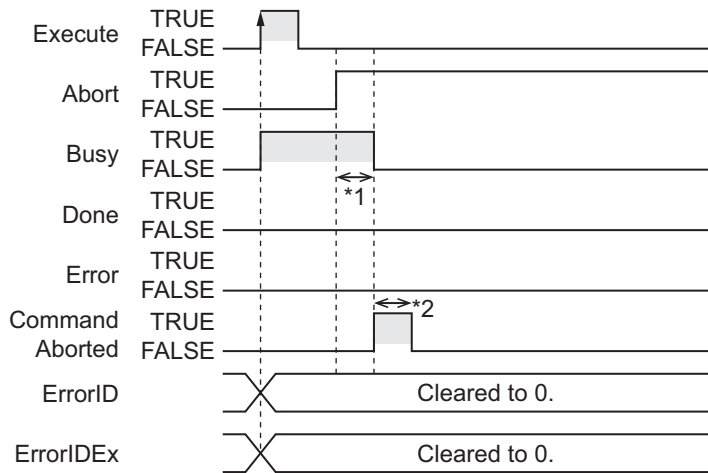 Execute TRUE
FALSE
Abort TRUE
FALSE
Busy TRUE
FALSE
*1
Done TRUE
FALSE
Error TRUE
FALSE
*2
Command TRUE
Aborted FALSE
ErrorID Cleared to 0.
ErrorIDEx Cleared to 0.